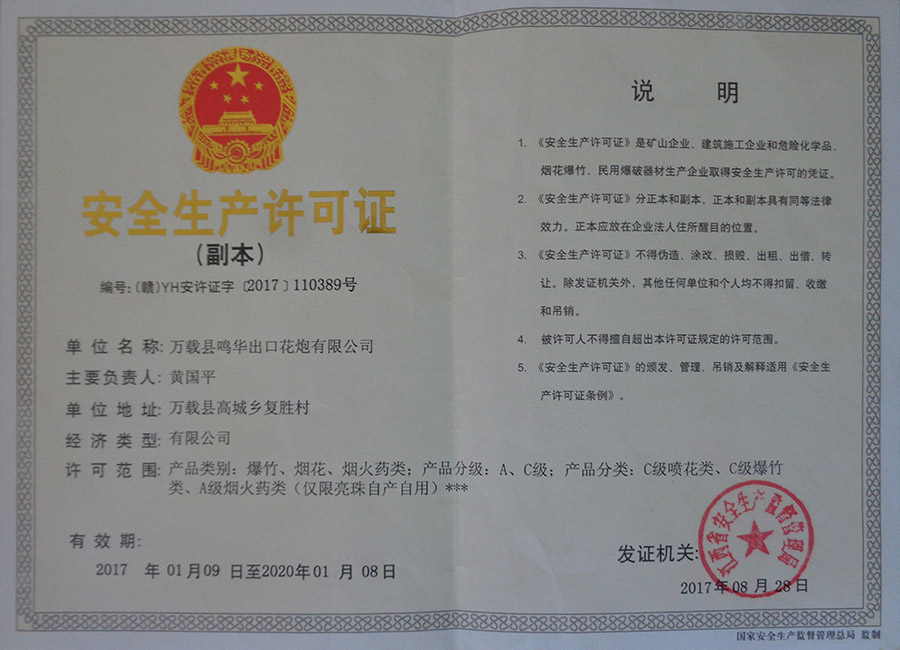 安全生产许可证
（副本）
编号：（赣）YH安许证字〔2017〕110389号
单位名称：万载县鸣华出口花炮有限公司
主要负责人：黄国平
单位地址：万载县高城乡复胜村
经济类型：有限公司
许可范围：产品类别：爆竹、烟花、烟火药类；产品分级：A、C级；产品分类：C级喷花类、C级爆竹
类、A级烟火药类（仅限亮珠自产自用）***
有效期：
2017 年 01月09 日至2020年01 月 08日
说 明
1. 《安全生产许可证》是矿山企业、建筑施工企业和危险化学品、
烟花爆竹、民用爆破器材生产企业取得安全生产许可的凭证。
2. 《安全生产许可证》分正本和副本，正本和副本具有同等法律
效力。正本应放在企业法人住所醒目的位置。
3. 《安全生产许可证》不得伪造、涂改、损毁、出租、出借、转
让。除发证机关外，其他任何单位和个人均不得扣留、收缴
和吊销。
4. 被许可人不得擅自超出本许可证规定的许可范围。
5. 《安全生产许可证》的颁发、管理、吊销及解释适用《安全生
产许可证条例》。
发证机关：
江西省安全生产监督管理局
2017年08 月 28日
国家安全生产监督管理总局 监制